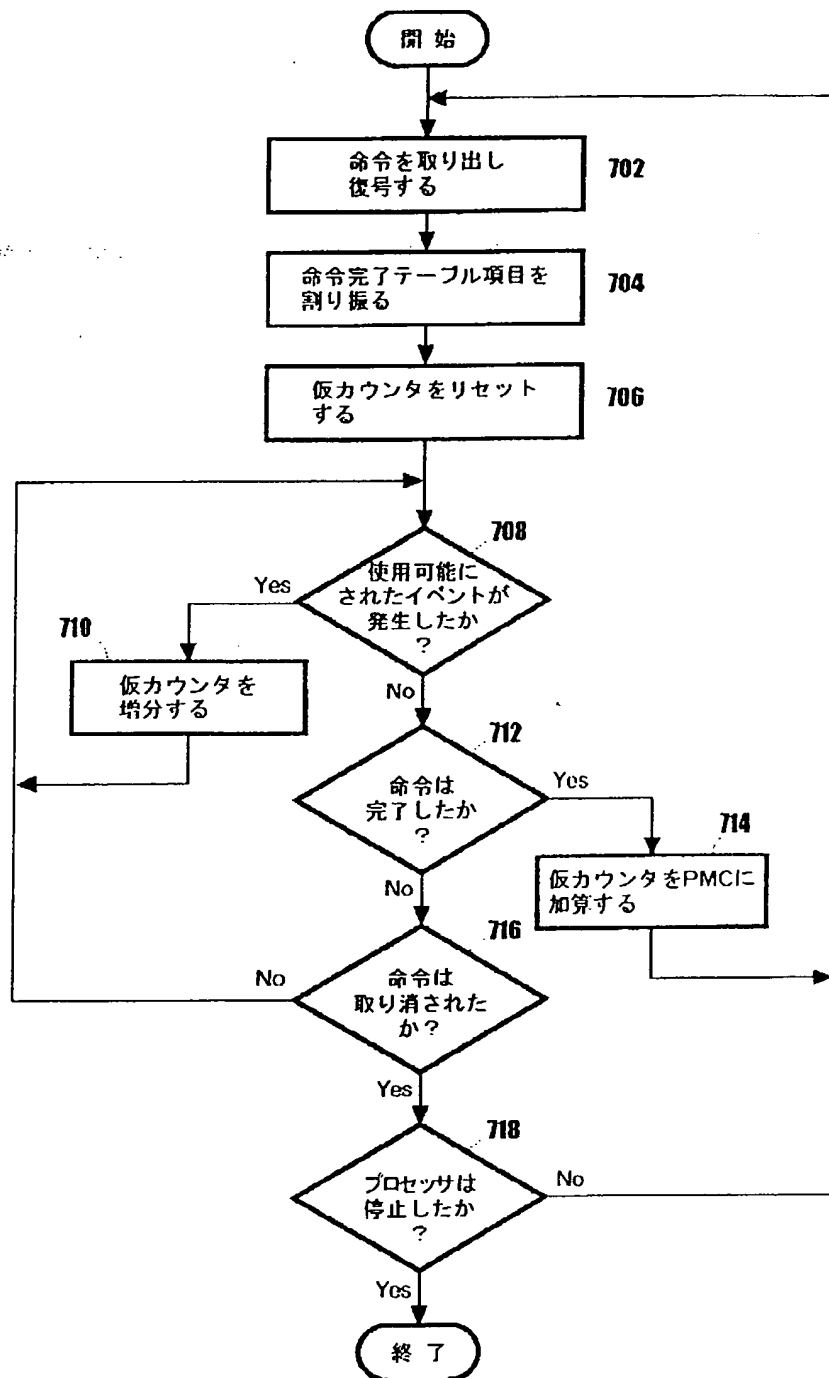 開始
命令を取り出し
復号する
702
命令完了テーブル項目を
割り振る
704
仮カウンタをリセット
する
706
708
使用可能に
されたイベントが
発生したか
?
Yes
710
仮カウンタを
増分する
No
712
命令は
完了したか
?
Yes
714
仮カウンタをPMCに
加算する
No
716
命令は
取り消された
か?
No
Yes
718
プロセッサは
停止したか
?
No
Yes
終了